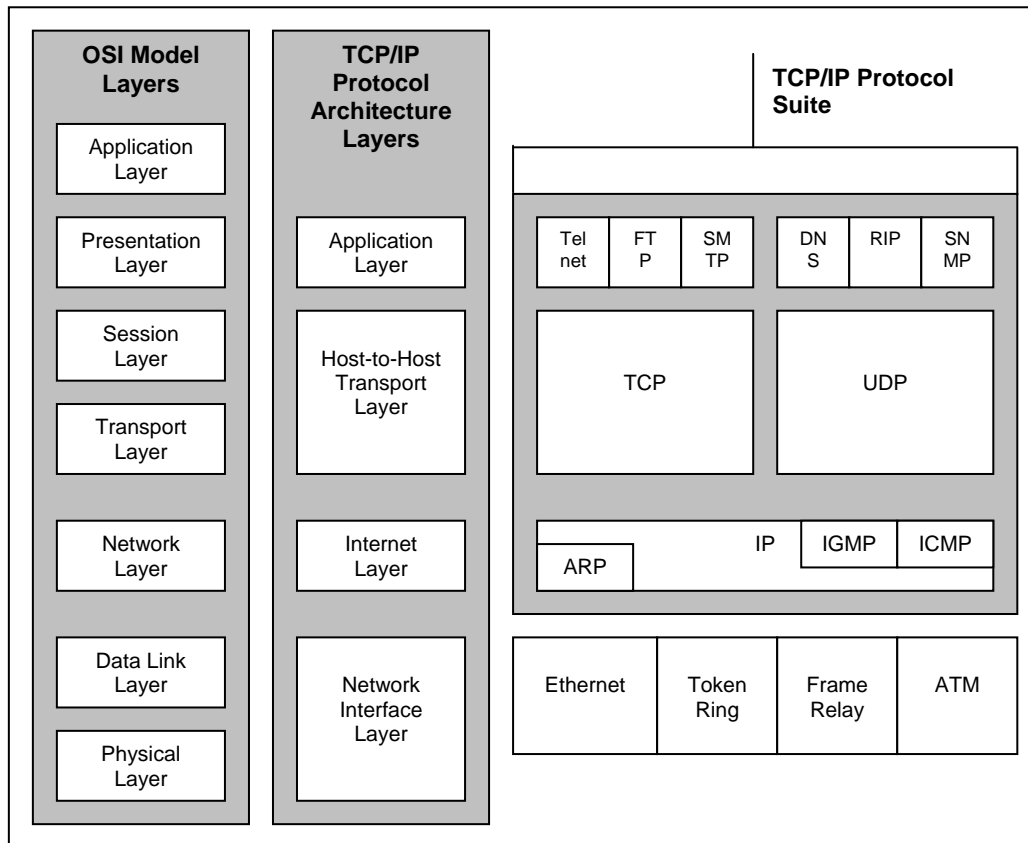 OSI Model
Layers
Application
Layer
Presentation
Layer
Session
Layer
Transport
Layer
Network
Layer
Data Link
Layer
Physical
Layer
TCP/IP
Protocol
Architecture
Layers
Application
Layer
Host-to-Host
Transport
Layer
Internet
Layer
Network
Interface
Layer
TCP/IP Protocol
Suite
Tel
net
FT
P
SM
TP
DN
S
RIP
SN
MP
TCP
UDP
IP
IGMP
ICMP
ARP
Ethernet
Token
Ring
Frame
Relay
ATM